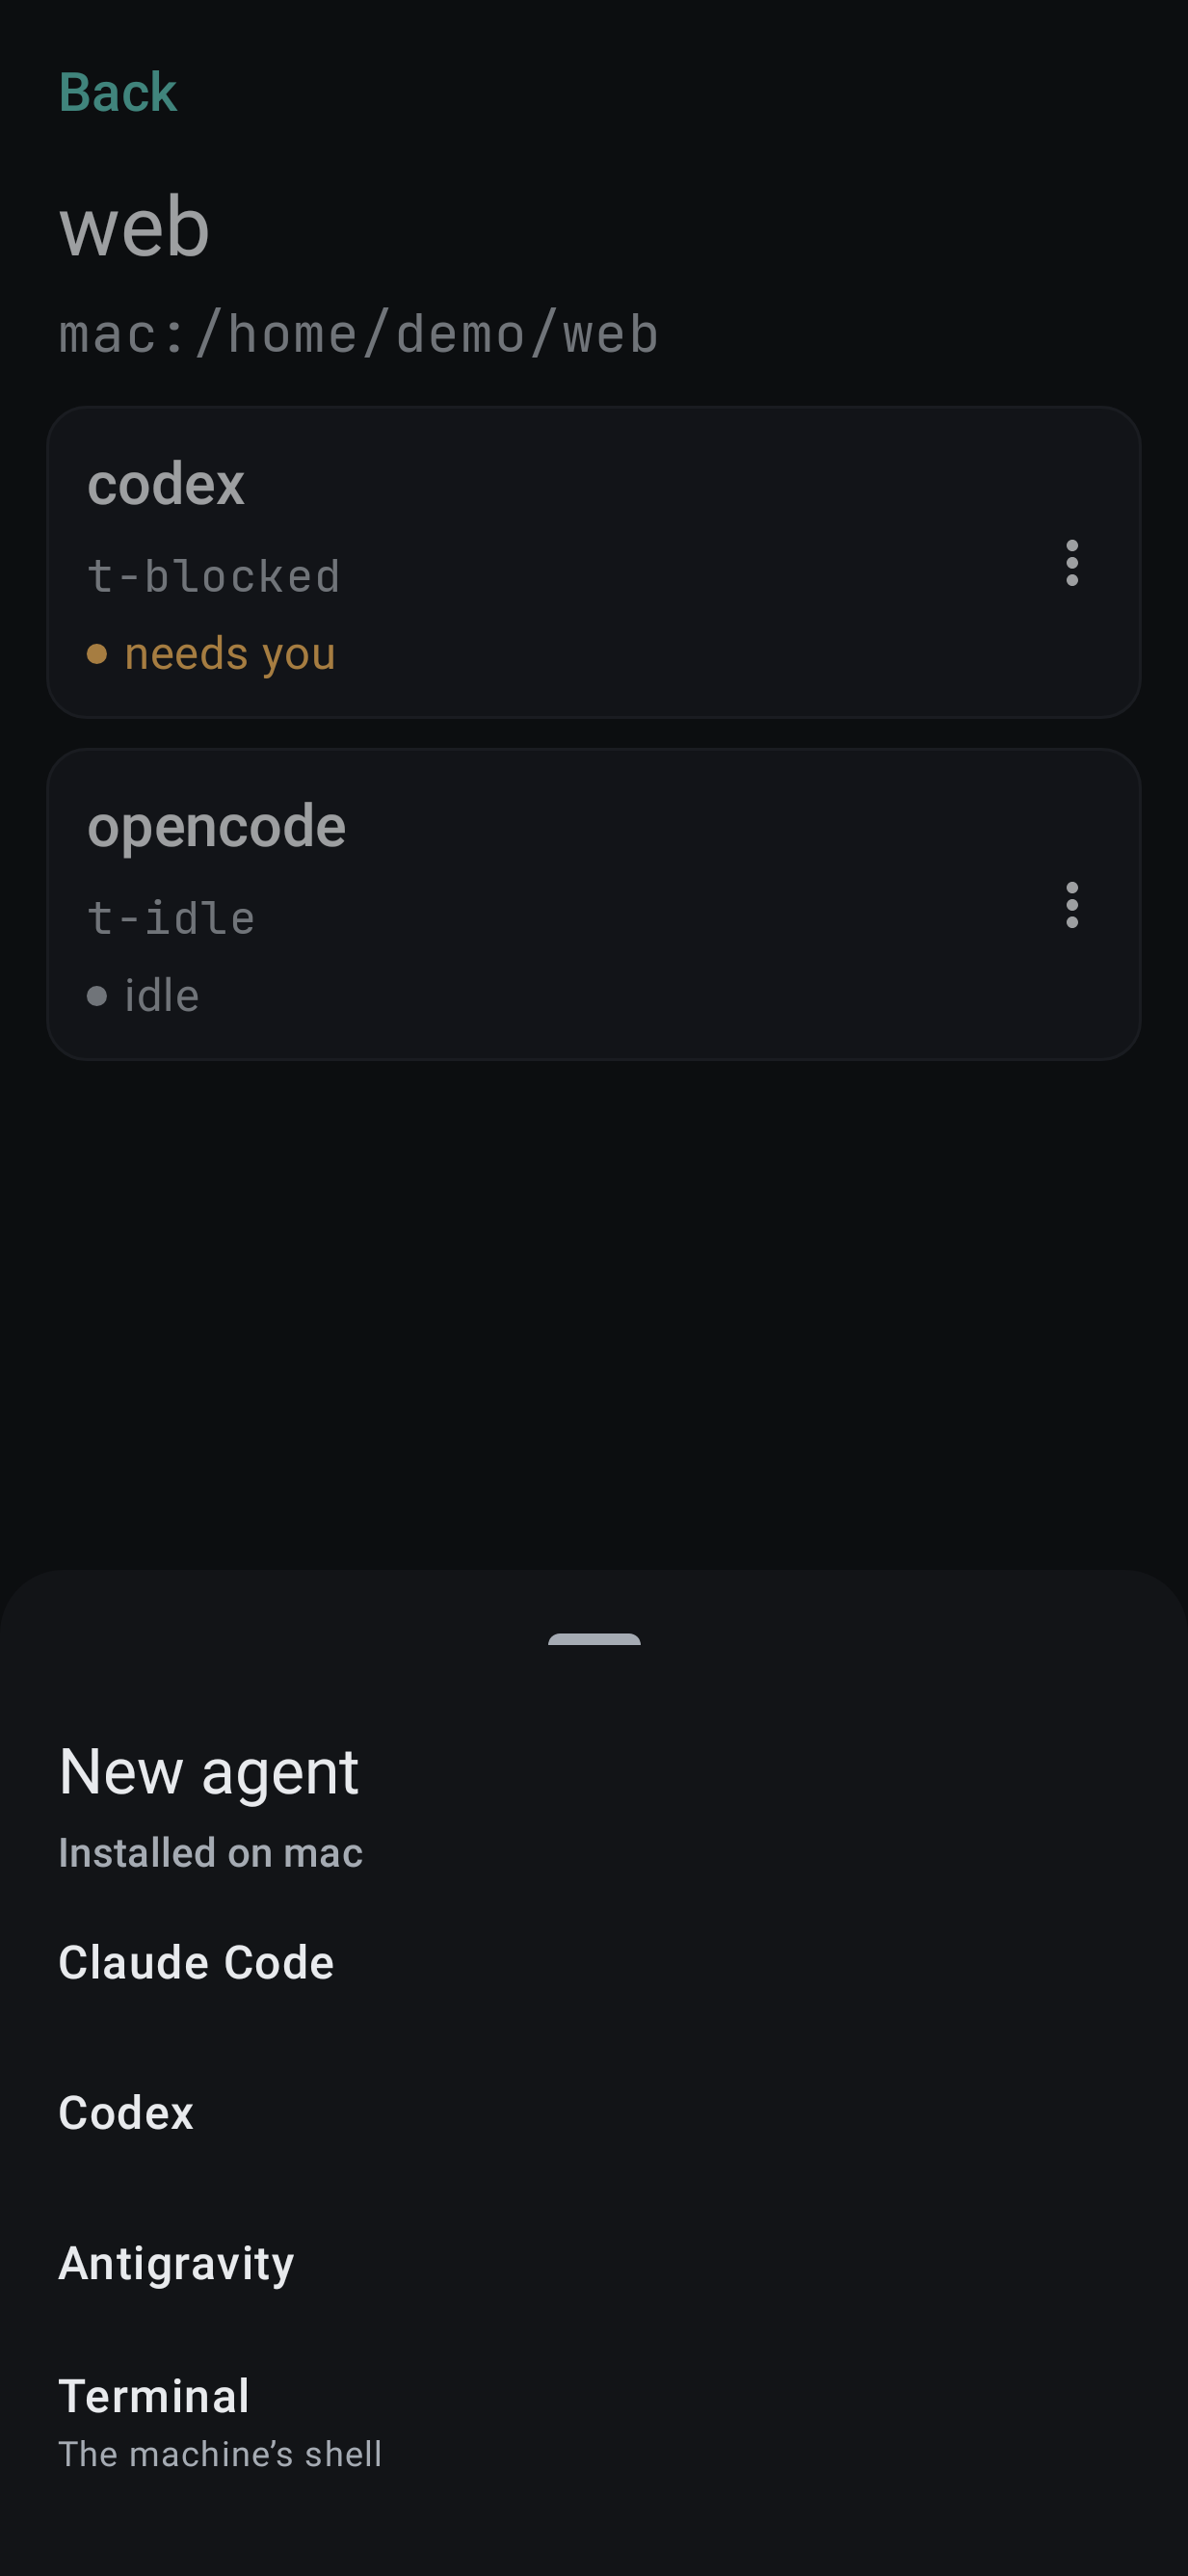 Back
web
mac:/home/demo/web
codex
t-blocked
needs you
opencode
t-idle
idle
New agent
Installed on mac
Claude Code
Codex
Antigravity
Terminal
The machine’s shell